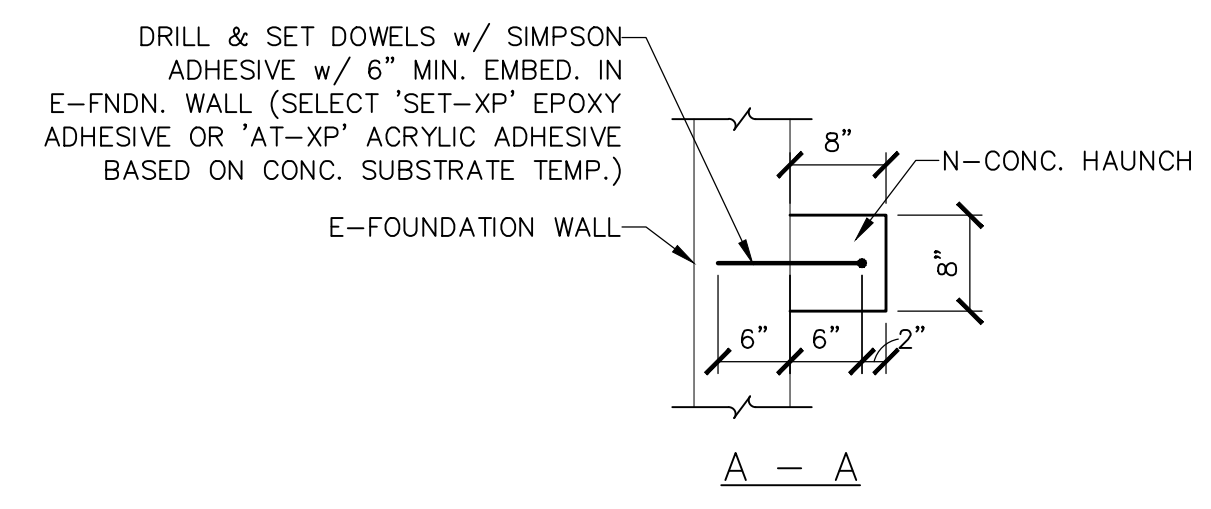 DRILL & SET DOWELS w/ SIMPSON
ADHESIVE w/ 6" MIN. EMBED. IN
E-FNDN. WALL (SELECT 'SET-XP' EPOXY
ADHESIVE OR 'AT-XP' ACRYLIC ADHESIVE
BASED ON CONC. SUBSTRATE TEMP.)
8"
N-CONC. HAUNCH
E-FOUNDATION WALL
8"
6"
6"
2"
A - A